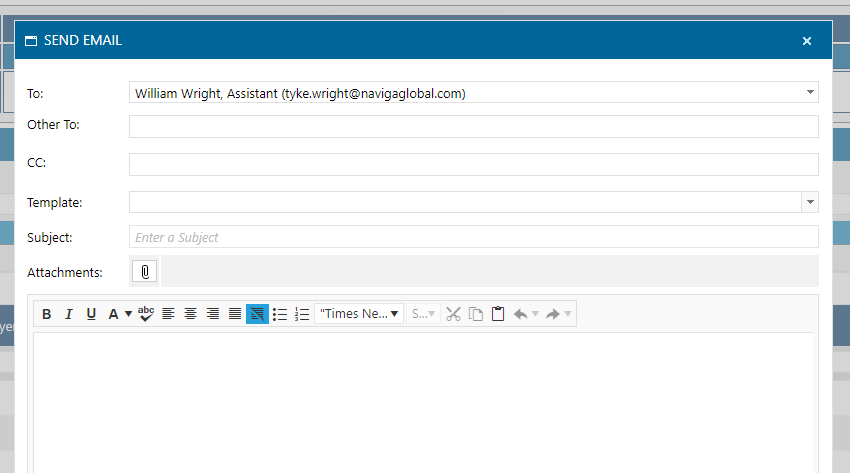 SEND EMAIL
To: William Wright, Assistant (tyke.wright@navigaglobal.com)
Other To:
CC:
Template:
Subject: Enter a Subject
Attachments:
B I U A abc "Times Ne... S...
yer